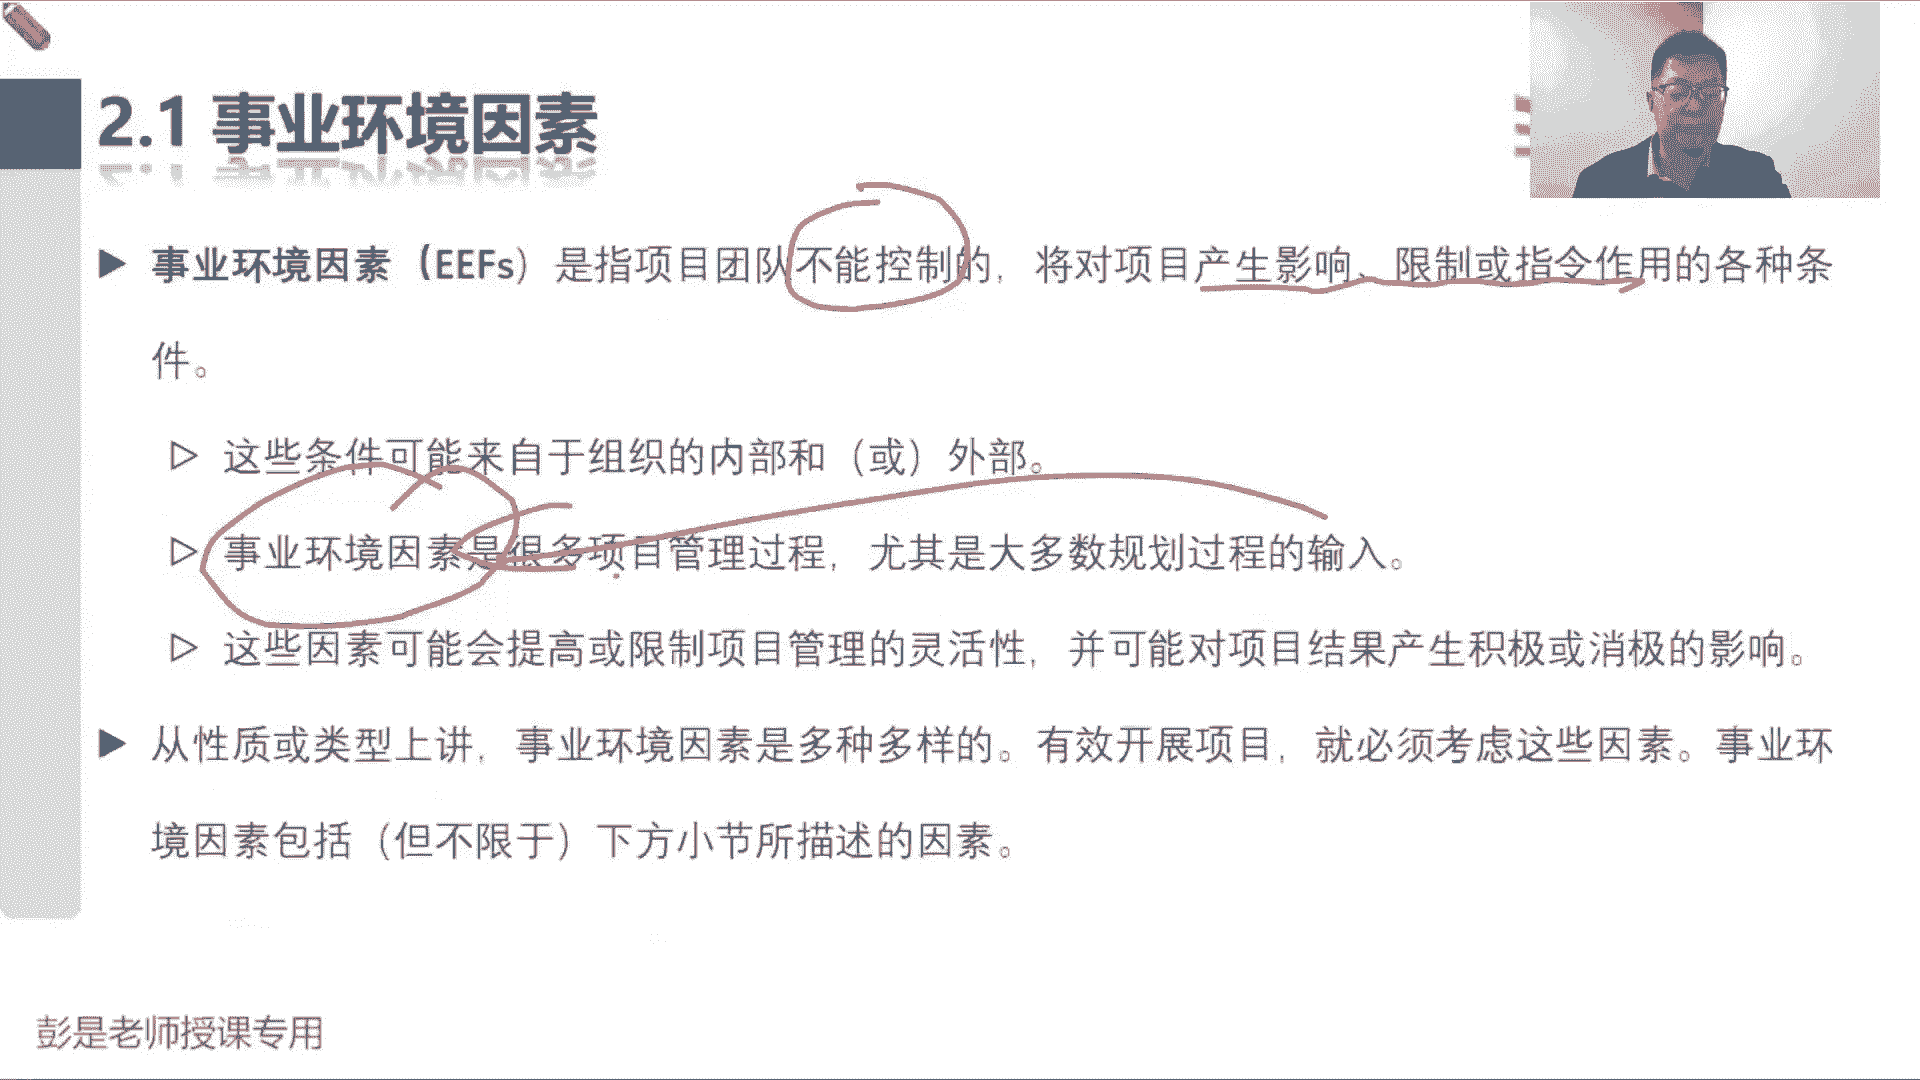 2.1 事业环境因素
事业环境因素（EEFs）是指项目团队不能控制的，将对项目产生影响、限制或指令作用的各种条
件。
这些条件可能来自于组织的内部和（或）外部。
事业环境因素是很多项目管理过程，尤其是大多数规划过程的输入。
这些因素可能会提高或限制项目管理的灵活性，并可能对项目结果产生积极或消极的影响。
从性质或类型上讲，事业环境因素是多种多样的。有效开展项目，就必须考虑这些因素。事业环
境因素包括（但不限于）下方小节所描述的因素。
彭是老师授课专用